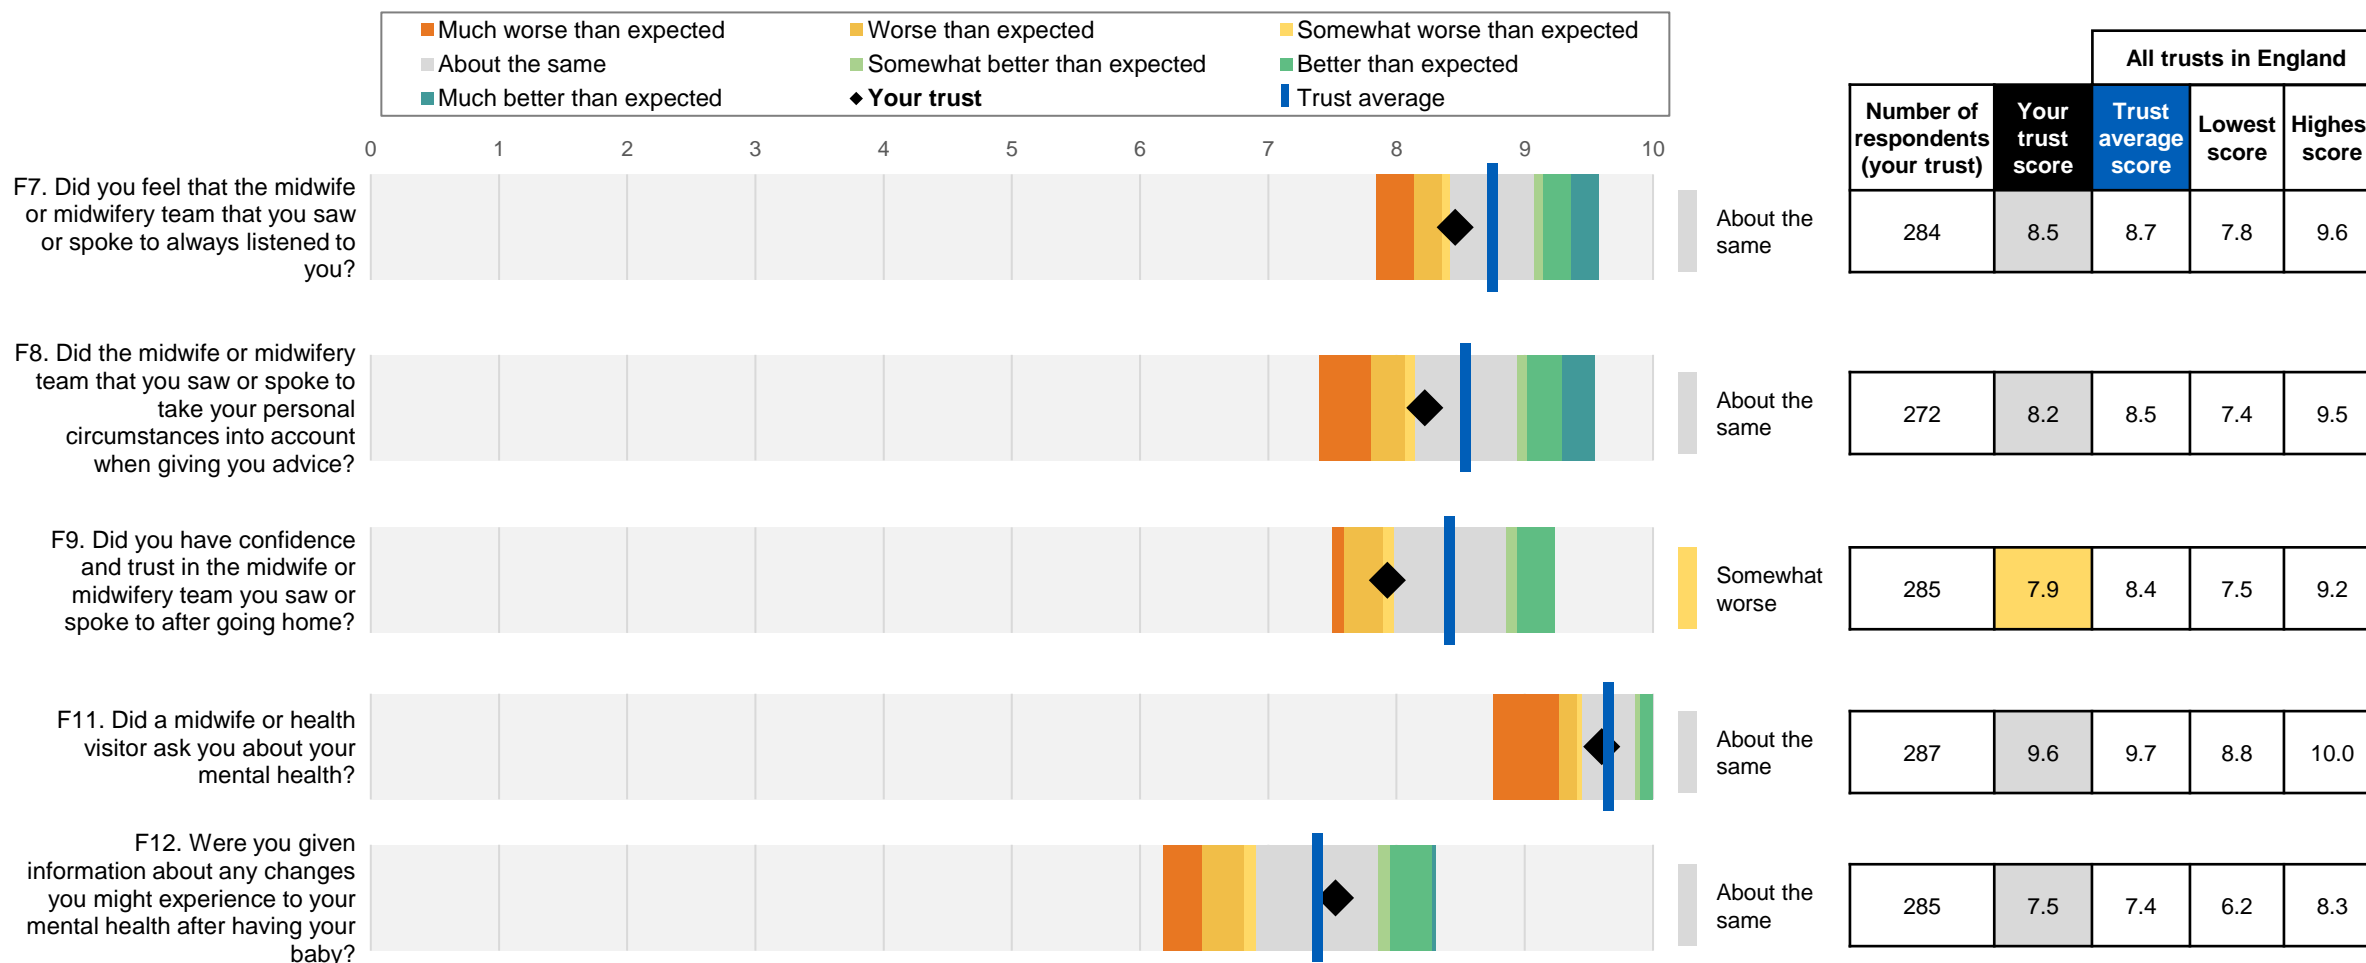 Much worse than expected
Worse than expected
Somewhat worse than expected
About the same
Somewhat better than expected
Better than expected
Much better than expected
Your trust
Trust average
All trusts in England
Number of
respondents
(your trust)
Your
trust
score
Trust
average
score
Lowest
score
Highes
score
0 1 2 3 4 5 6 7 8 9 10
F7. Did you feel that the midwife
or midwifery team that you saw
or spoke to always listened to
you?
About the
same
284 8.5 8.7 7.8 9.6
F8. Did the midwife or midwifery
team that you saw or spoke to
take your personal
circumstances into account
when giving you advice?
About the
same
272 8.2 8.5 7.4 9.5
F9. Did you have confidence
and trust in the midwife or
midwifery team you saw or
spoke to after going home?
Somewhat
worse
285 7.9 8.4 7.5 9.2
F11. Did a midwife or health
visitor ask you about your
mental health?
About the
same
287 9.6 9.7 8.8 10.0
F12. Were you given
information about any changes
you might experience to your
mental health after having your
baby?
About the
same
285 7.5 7.4 6.2 8.3